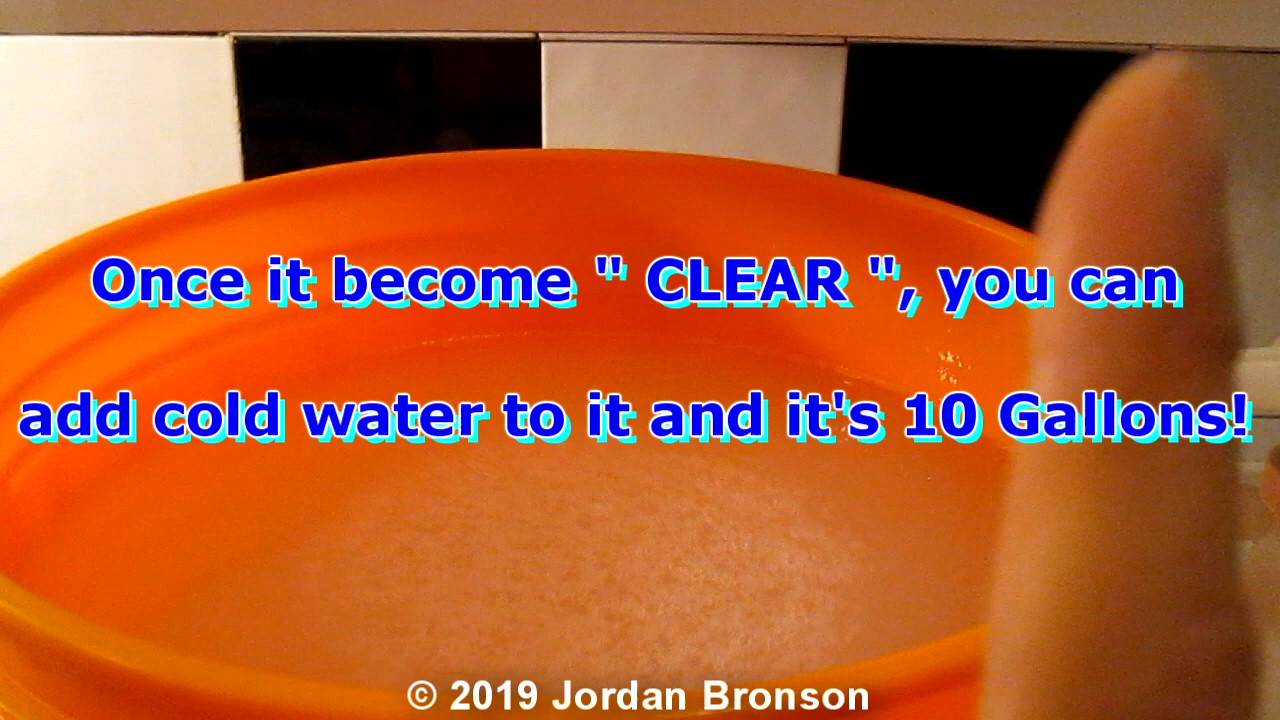 Once it become " CLEAR ", you can
add cold water to it and it's 10 Gallons!
© 2019 Jordan Bronson